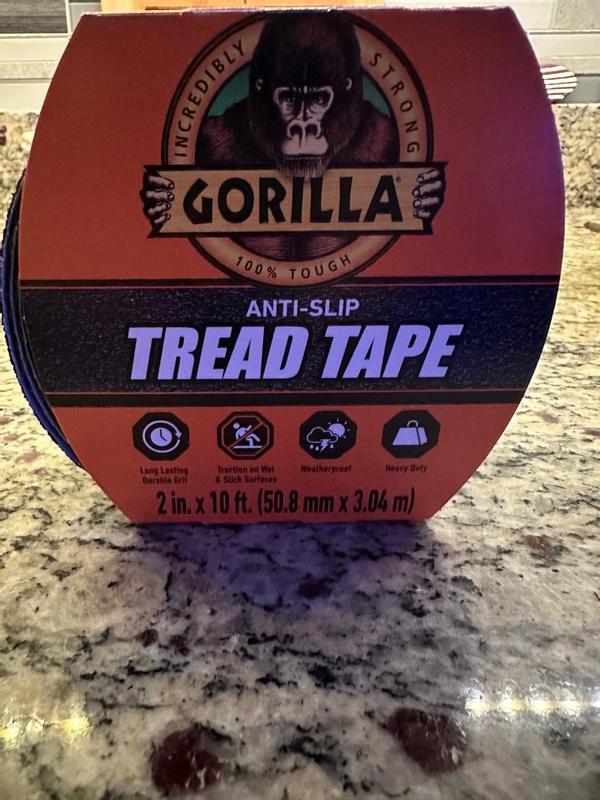 INCREDIBLY STRONG
GORILLA®
100% TOUGH
ANTI-SLIP
TREAD TAPE
Long Lasting
Durable Grit
Traction on Wet
& Slick Surfaces
Weatherproof
Heavy Duty
2 in. x 10 ft. (50.8 mm x 3.04 m)